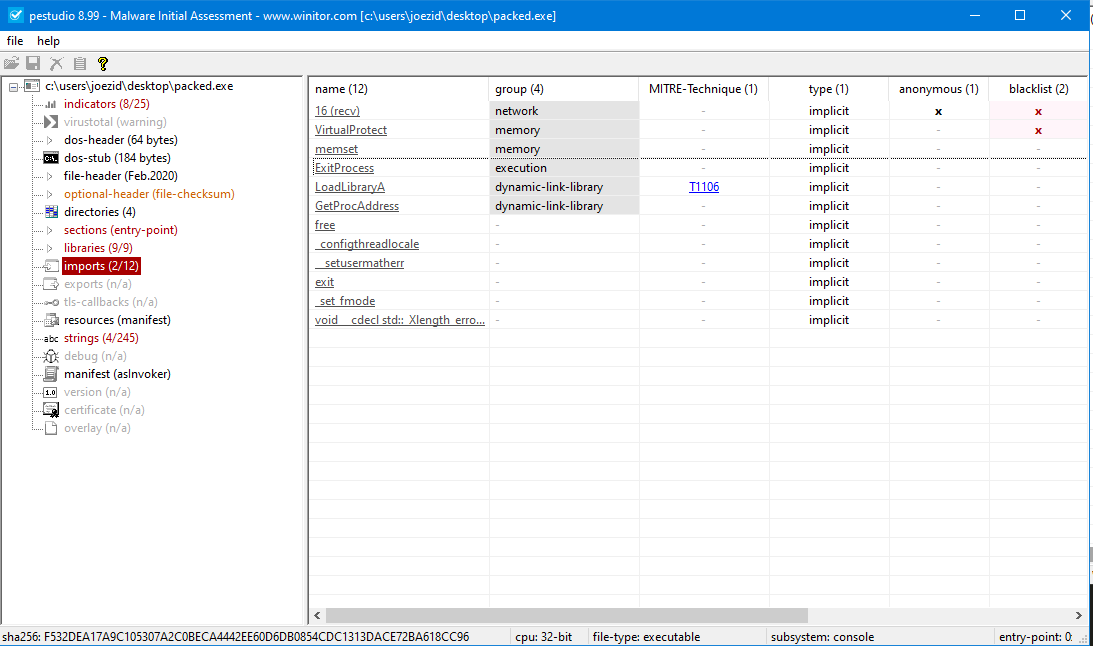 pestudio 8.99 - Malware Initial Assessment - www.winitor.com [c:\users\joezid\desktop\packed.exe]
file help
c:\users\joezid\desktop\packed.exe
indicators (8/25)
virustotal (warning)
dos-header (64 bytes)
dos-stub (184 bytes)
file-header (Feb.2020)
optional-header (file-checksum)
directories (4)
sections (entry-point)
libraries (9/9)
imports (2/12)
exports (n/a)
tls-callbacks (n/a)
resources (manifest)
abc strings (4/245)
debug (n/a)
manifest (asInvoker)
1.0 version (n/a)
certificate (n/a)
overlay (n/a)
name (12) group (4) MITRE-Technique (1) type (1) anonymous (1) blacklist (2)
16 (recv) network - implicit x x
VirtualProtect memory - implicit - x
memset memory - implicit - -
ExitProcess execution - implicit - -
LoadLibraryA dynamic-link-library T1106 implicit - -
GetProcAddress dynamic-link-library - implicit - -
free - - implicit - -
_configthreadlocale - - implicit - -
__setusermatherr - - implicit - -
exit - - implicit - -
_set_fmode - - implicit - -
void __cdecl std::_Xlength_erro... - - implicit - -
sha256: F532DEA17A9C105307A2C0BECA4442EE60D6DB0854CDC1313DACE72BA618CC96 cpu: 32-bit file-type: executable subsystem: console entry-point: 0